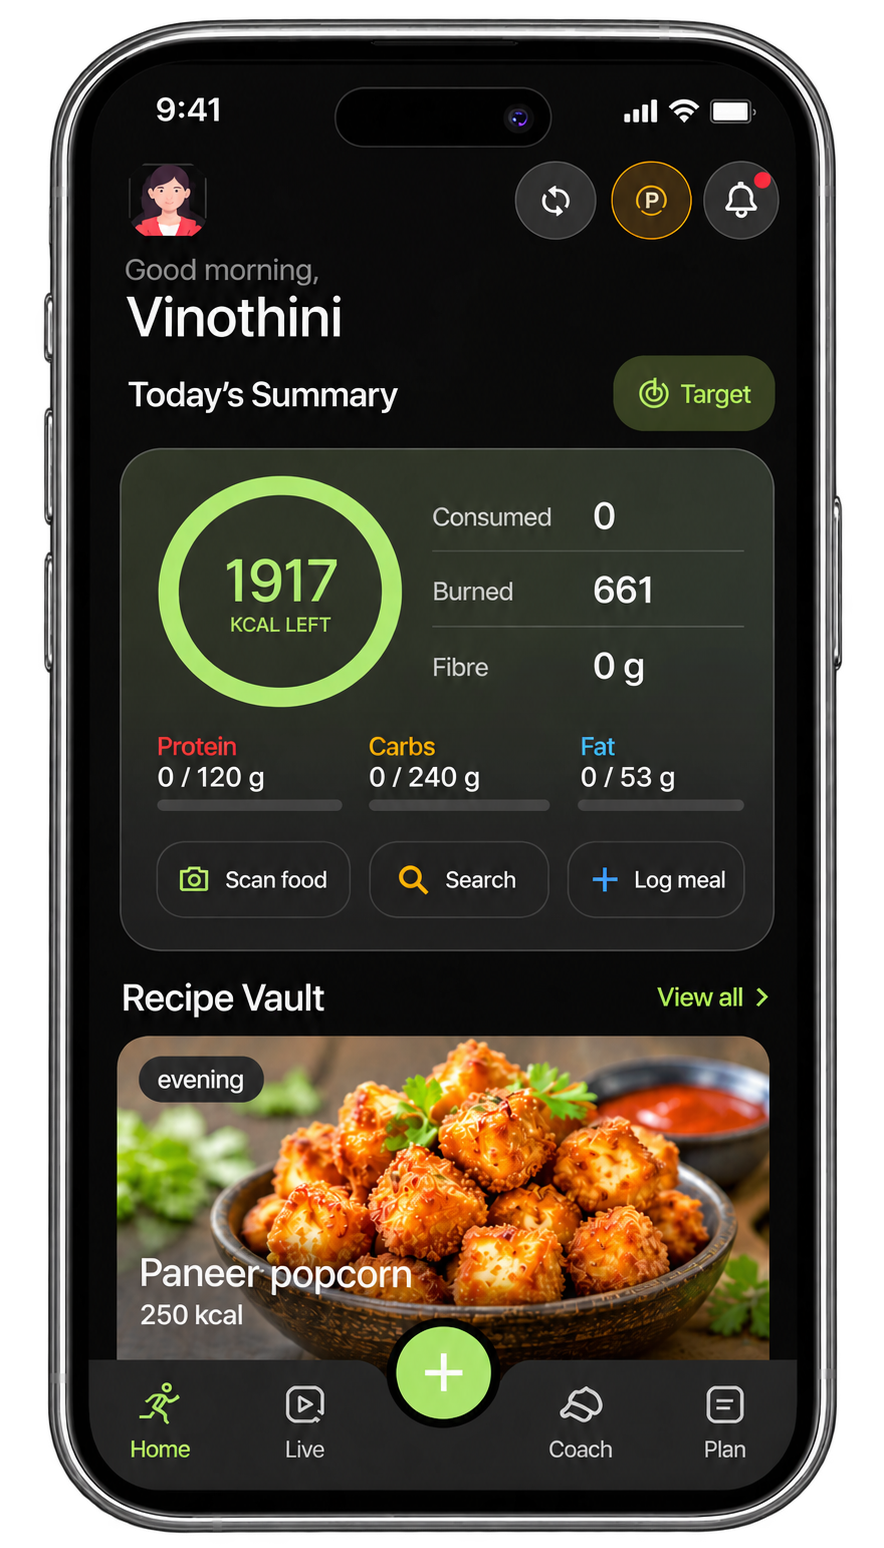 9:41
P
Good morning,
Vinothini
Today's Summary
Target
1917
KCAL LEFT
Consumed 0
Burned 661
Fibre 0 g
Protein Carbs Fat
0 / 120 g 0 / 240 g 0 / 53 g
Scan food Search Log meal
Recipe Vault View all
evening
Paneer popcorn
250 kcal
Home Live Coach Plan